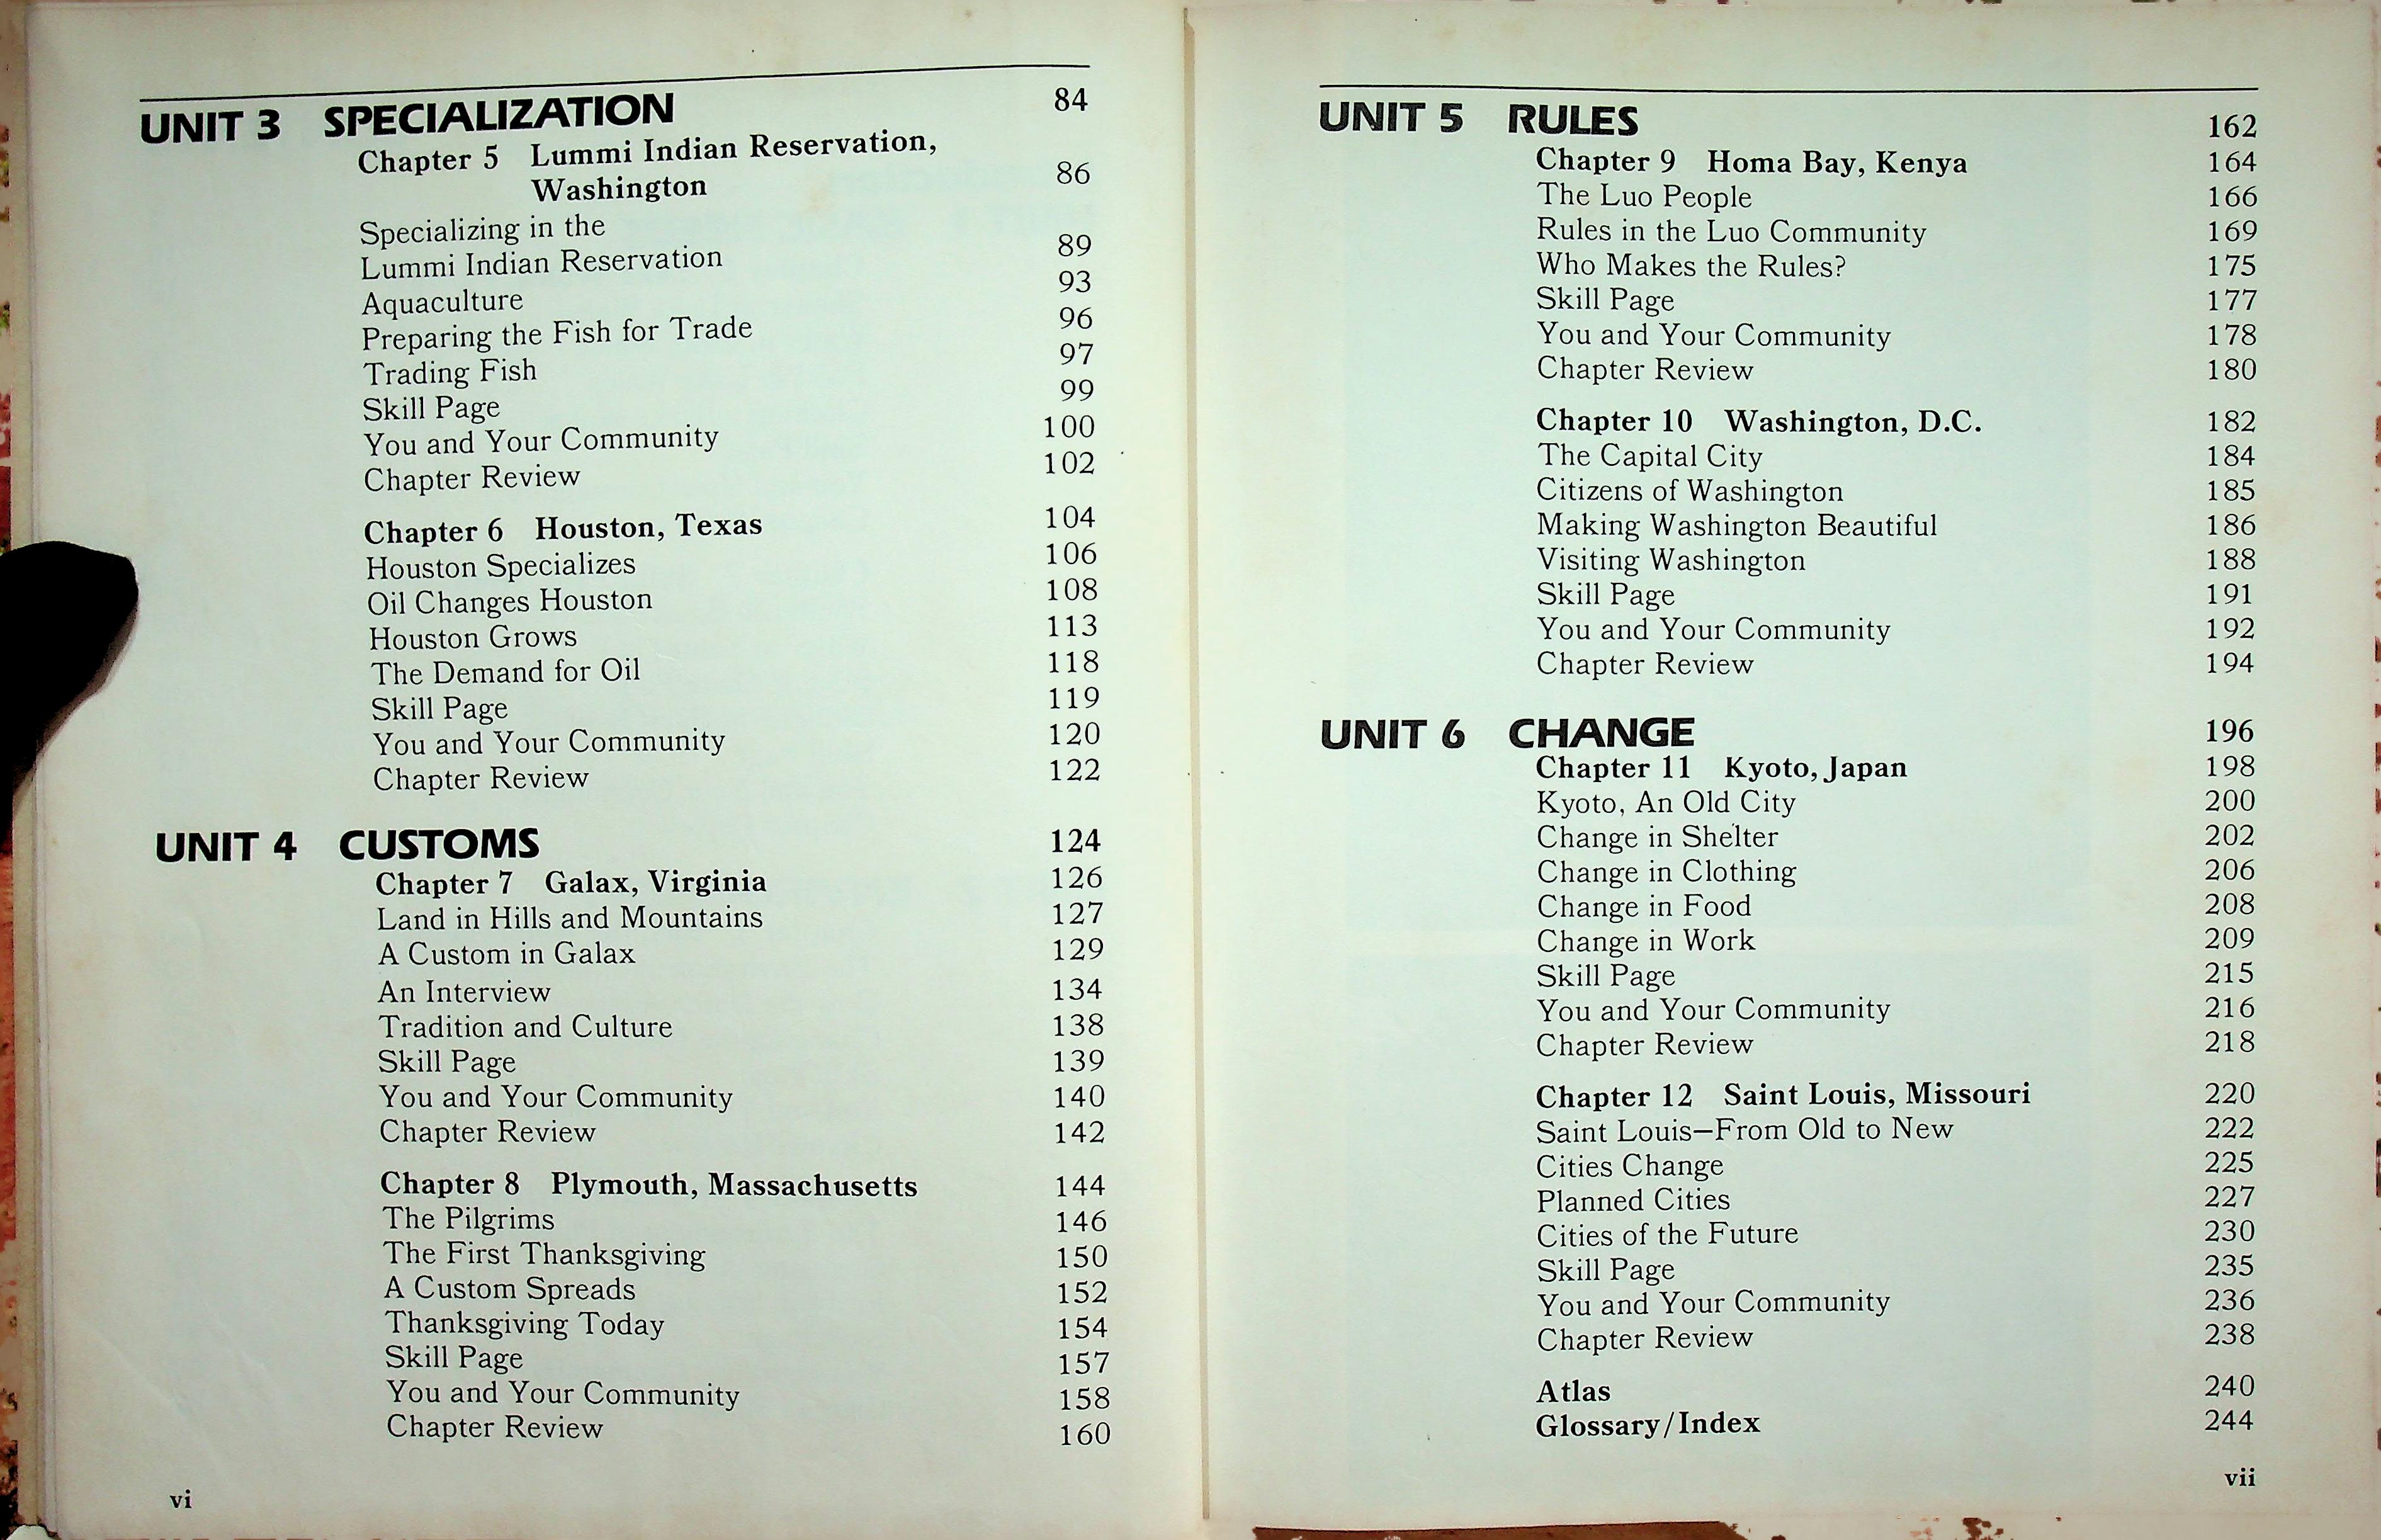 UNIT 3 SPECIALIZATION 84
Chapter 5 Lummi Indian Reservation,
Washington 86
Specializing in the
Lummi Indian Reservation 89
Aquaculture 93
Preparing the Fish for Trade 96
Trading Fish 97
Skill Page 99
You and Your Community 100
Chapter Review 102
Chapter 6 Houston, Texas 104
Houston Specializes 106
Oil Changes Houston 108
Houston Grows 113
The Demand for Oil 118
Skill Page 119
You and Your Community 120
Chapter Review 122
UNIT 4 CUSTOMS 124
Chapter 7 Galax, Virginia 126
Land in Hills and Mountains 127
A Custom in Galax 129
An Interview 134
Tradition and Culture 138
Skill Page 139
You and Your Community 140
Chapter Review 142
Chapter 8 Plymouth, Massachusetts 144
The Pilgrims 146
The First Thanksgiving 150
A Custom Spreads 152
Thanksgiving Today 154
Skill Page 157
You and Your Community 158
Chapter Review 160
vi
UNIT 5 RULES 162
Chapter 9 Homa Bay, Kenya 164
The Luo People 166
Rules in the Luo Community 169
Who Makes the Rules? 175
Skill Page 177
You and Your Community 178
Chapter Review 180
Chapter 10 Washington, D.C. 182
The Capital City 184
Citizens of Washington 185
Making Washington Beautiful 186
Visiting Washington 188
Skill Page 191
You and Your Community 192
Chapter Review 194
UNIT 6 CHANGE 196
Chapter 11 Kyoto, Japan 198
Kyoto, An Old City 200
Change in Shelter 202
Change in Clothing 206
Change in Food 208
Change in Work 209
Skill Page 215
You and Your Community 216
Chapter Review 218
Chapter 12 Saint Louis, Missouri 220
Saint Louis—From Old to New 222
Cities Change 225
Planned Cities 227
Cities of the Future 230
Skill Page 235
You and Your Community 236
Chapter Review 238
Atlas 240
Glossary/Index 244
vii